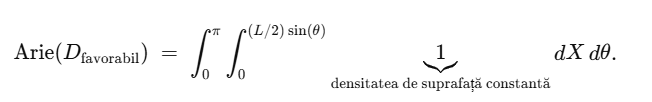 Arie(D_favorabil) = ∫_0^π ∫_0^{(L/2) sin(θ)} 1 dX dθ.
densitatea de suprafață constantă